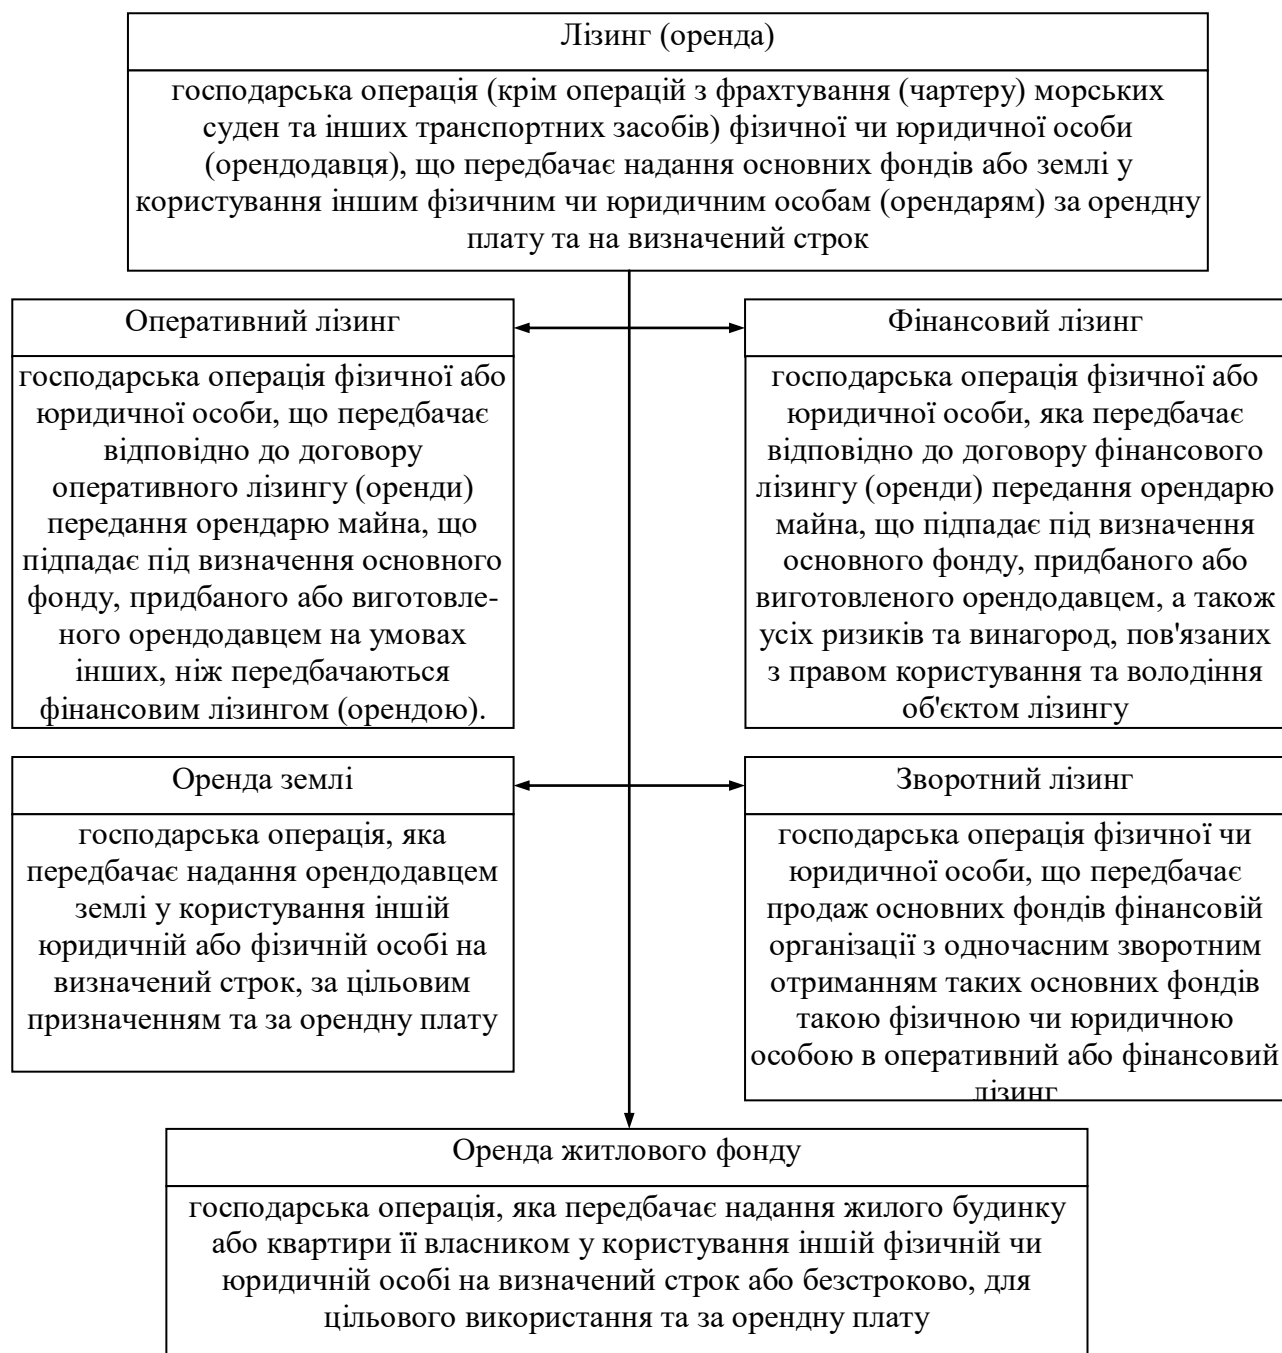 Лізинг (оренда)
господарська операція (крім операцій з фрахтування (чартеру) морських
суден та інших транспортних засобів) фізичної чи юридичної особи
(орендодавця), що передбачає надання основних фондів або землі у
користування іншим фізичним чи юридичним особам (орендарям) за орендну
плату та на визначений строк
Оперативний лізинг
господарська операція фізичної або
юридичної особи, що передбачає
відповідно до договору
оперативного лізингу (оренди)
передання орендарю майна, що
підпадає під визначення основного
фонду, придбаного або виготовле-
ного орендодавцем на умовах
інших, ніж передбачаються
фінансовим лізингом (орендою).
Фінансовий лізинг
господарська операція фізичної або
юридичної особи, яка передбачає
відповідно до договору фінансового
лізингу (оренди) передання орендарю
майна, що підпадає під визначення
основного фонду, придбаного або
виготовленого орендодавцем, а також
усіх ризиків та винагород, пов'язаних
з правом користування та володіння
об'єктом лізингу
Оренда землі
господарська операція, яка
передбачає надання орендодавцем
землі у користування іншій
юридичній або фізичній особі на
визначений строк, за цільовим
призначенням та за орендну плату
Зворотний лізинг
господарська операція фізичної чи
юридичної особи, що передбачає
продаж основних фондів фінансовій
організації з одночасним зворотним
отриманням таких основних фондів
такою фізичною чи юридичною
особою в оперативний або фінансовий
лізинг
Оренда житлового фонду
господарська операція, яка передбачає надання жилого будинку
або квартири її власником у користування іншій фізичній чи
юридичній особі на визначений строк або безстроково, для
цільового використання та за орендну плату